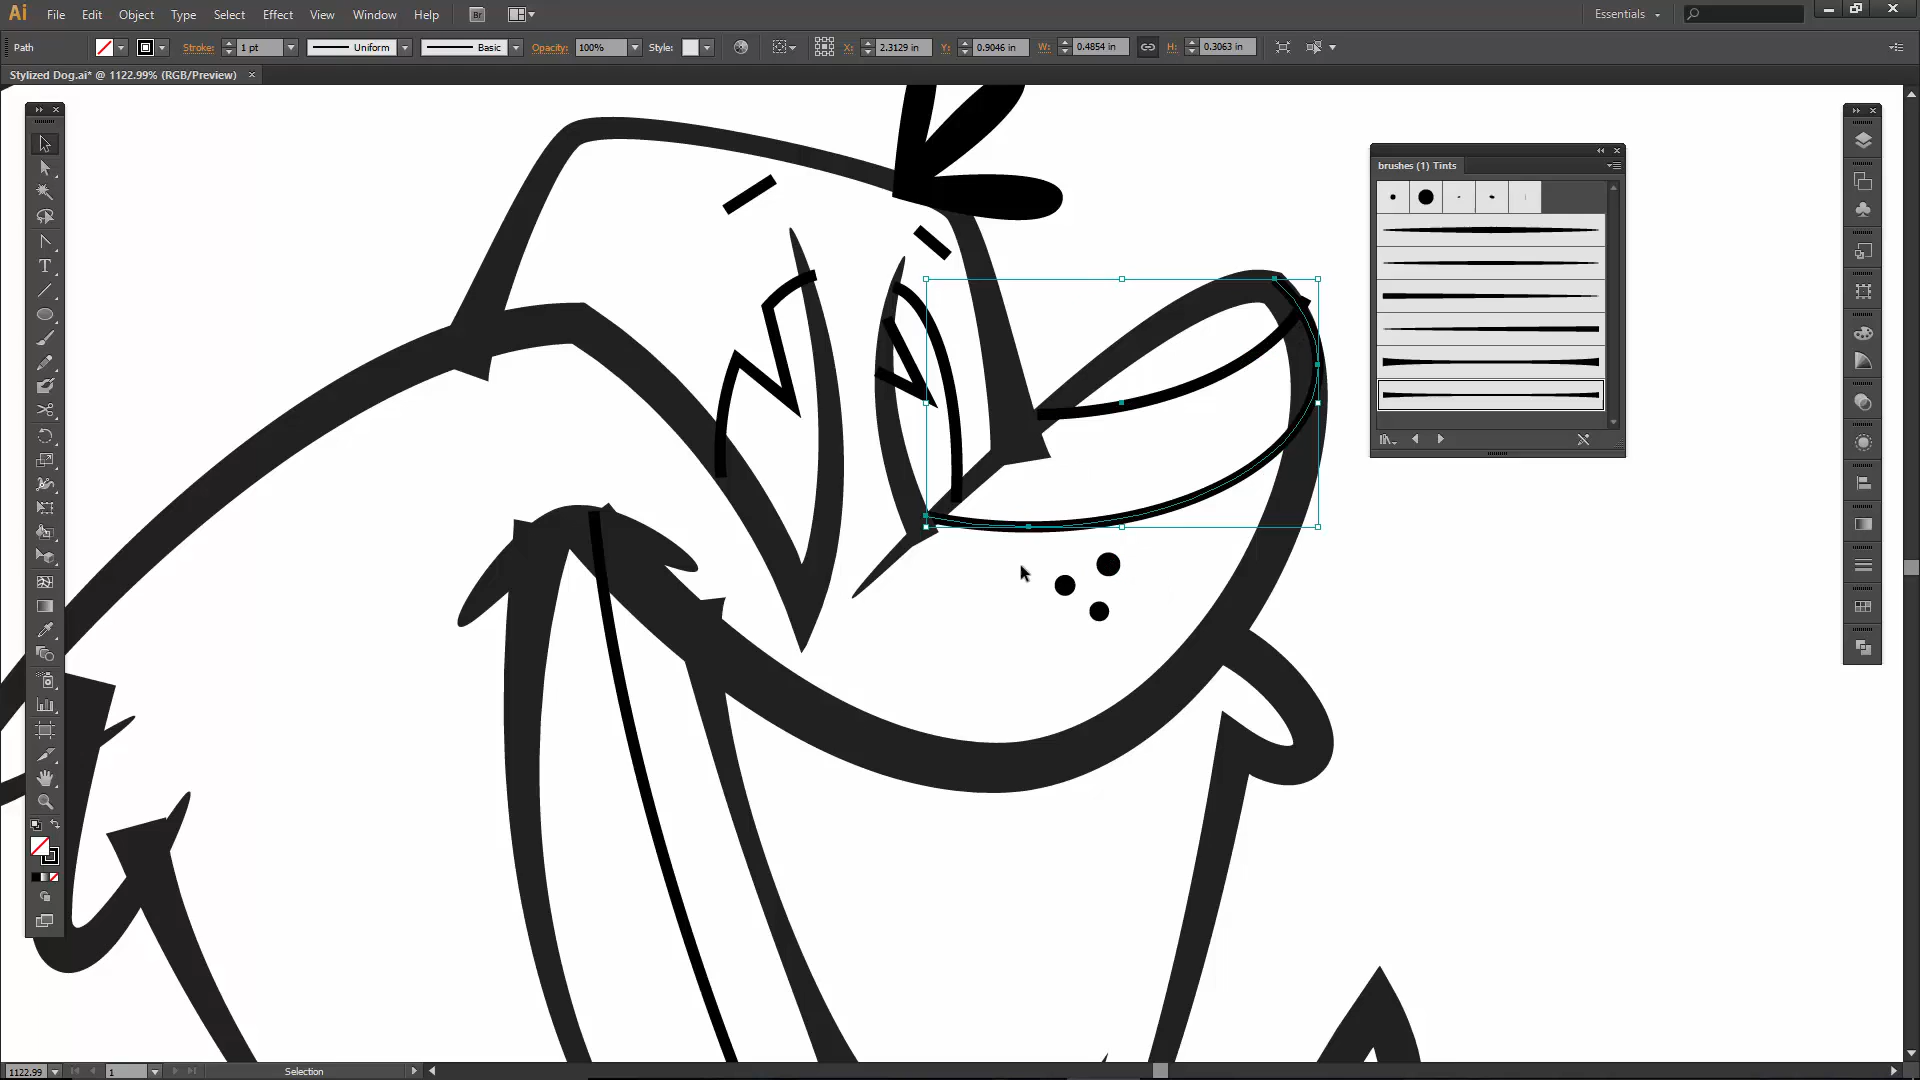 Ai File Edit Object Type Select Effect View Window Help Br Essentials
Path Stroke: 1 pt Uniform Basic Opacity: 100% Style: X: 2.3129 in Y: 0.9046 in W: 0.4854 in H: 0.3063 in
Stylized Dog.ai* @ 1122.99% (RGB/Preview) ×
brushes (1) Tints
1122.99 1 Selection